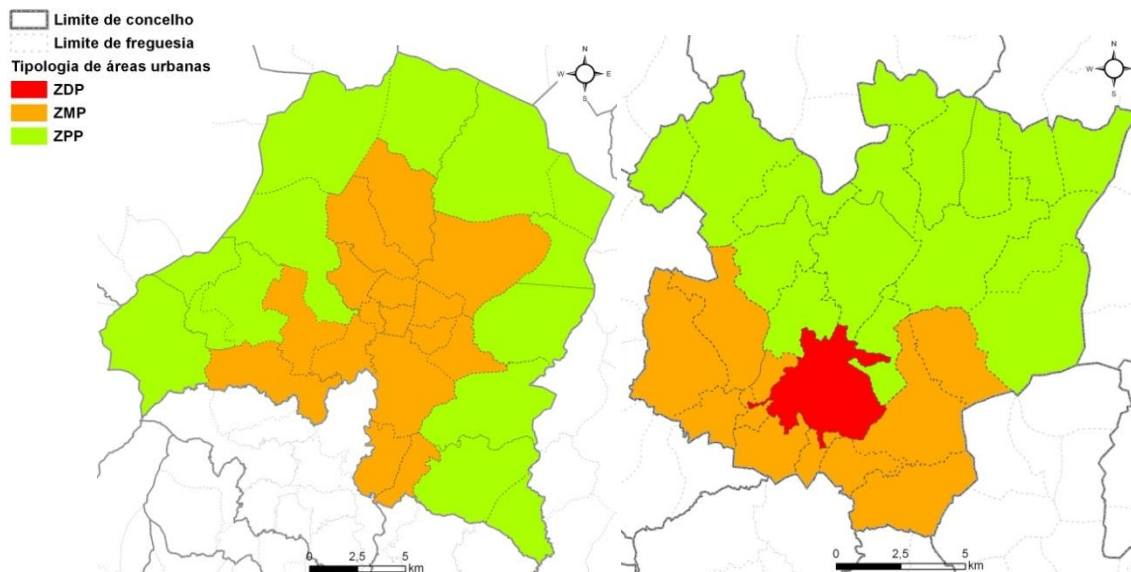 Limite de concelho
Limite de freguesia
Tipologia de áreas urbanas
ZDP
ZMP
ZPP
N
W E
S
N
W E
S
0 2,5 5
km
0 2,5 5
km